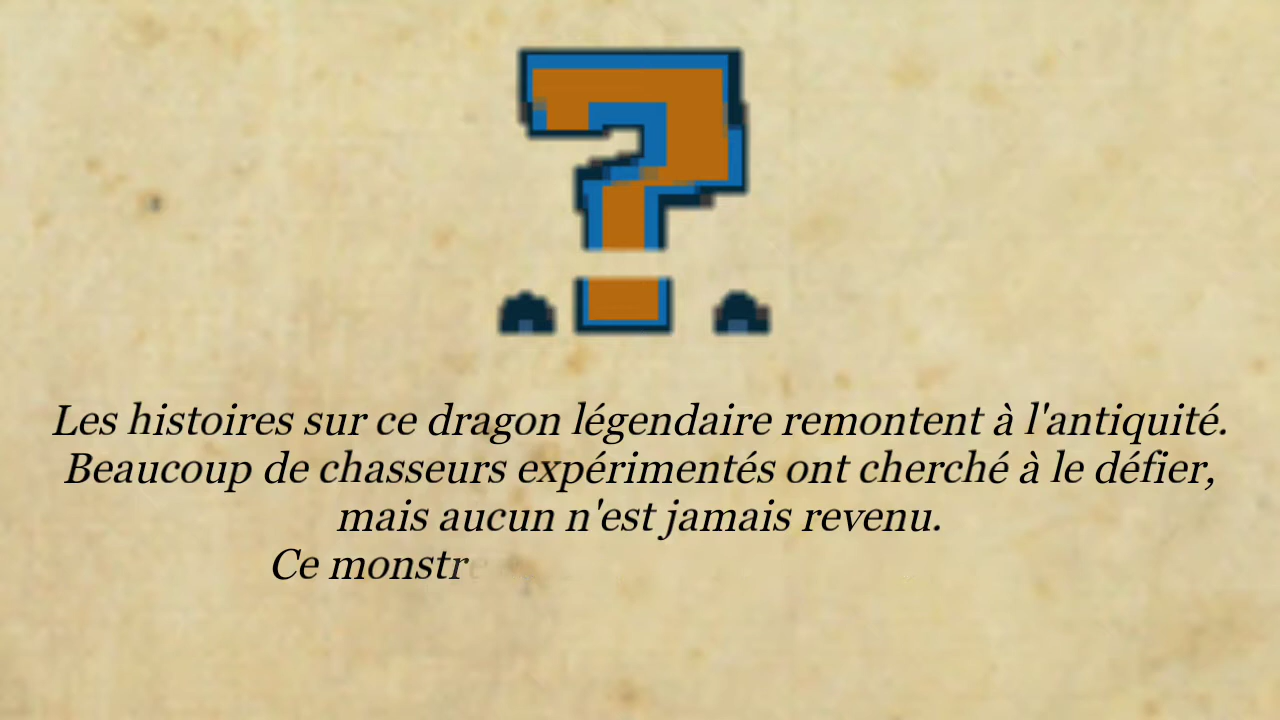 ?
Les histoires sur ce dragon légendaire remontent à l'antiquité.
Beaucoup de chasseurs expérimentés ont cherché à le défier,
mais aucun n'est jamais revenu.
Ce monstre